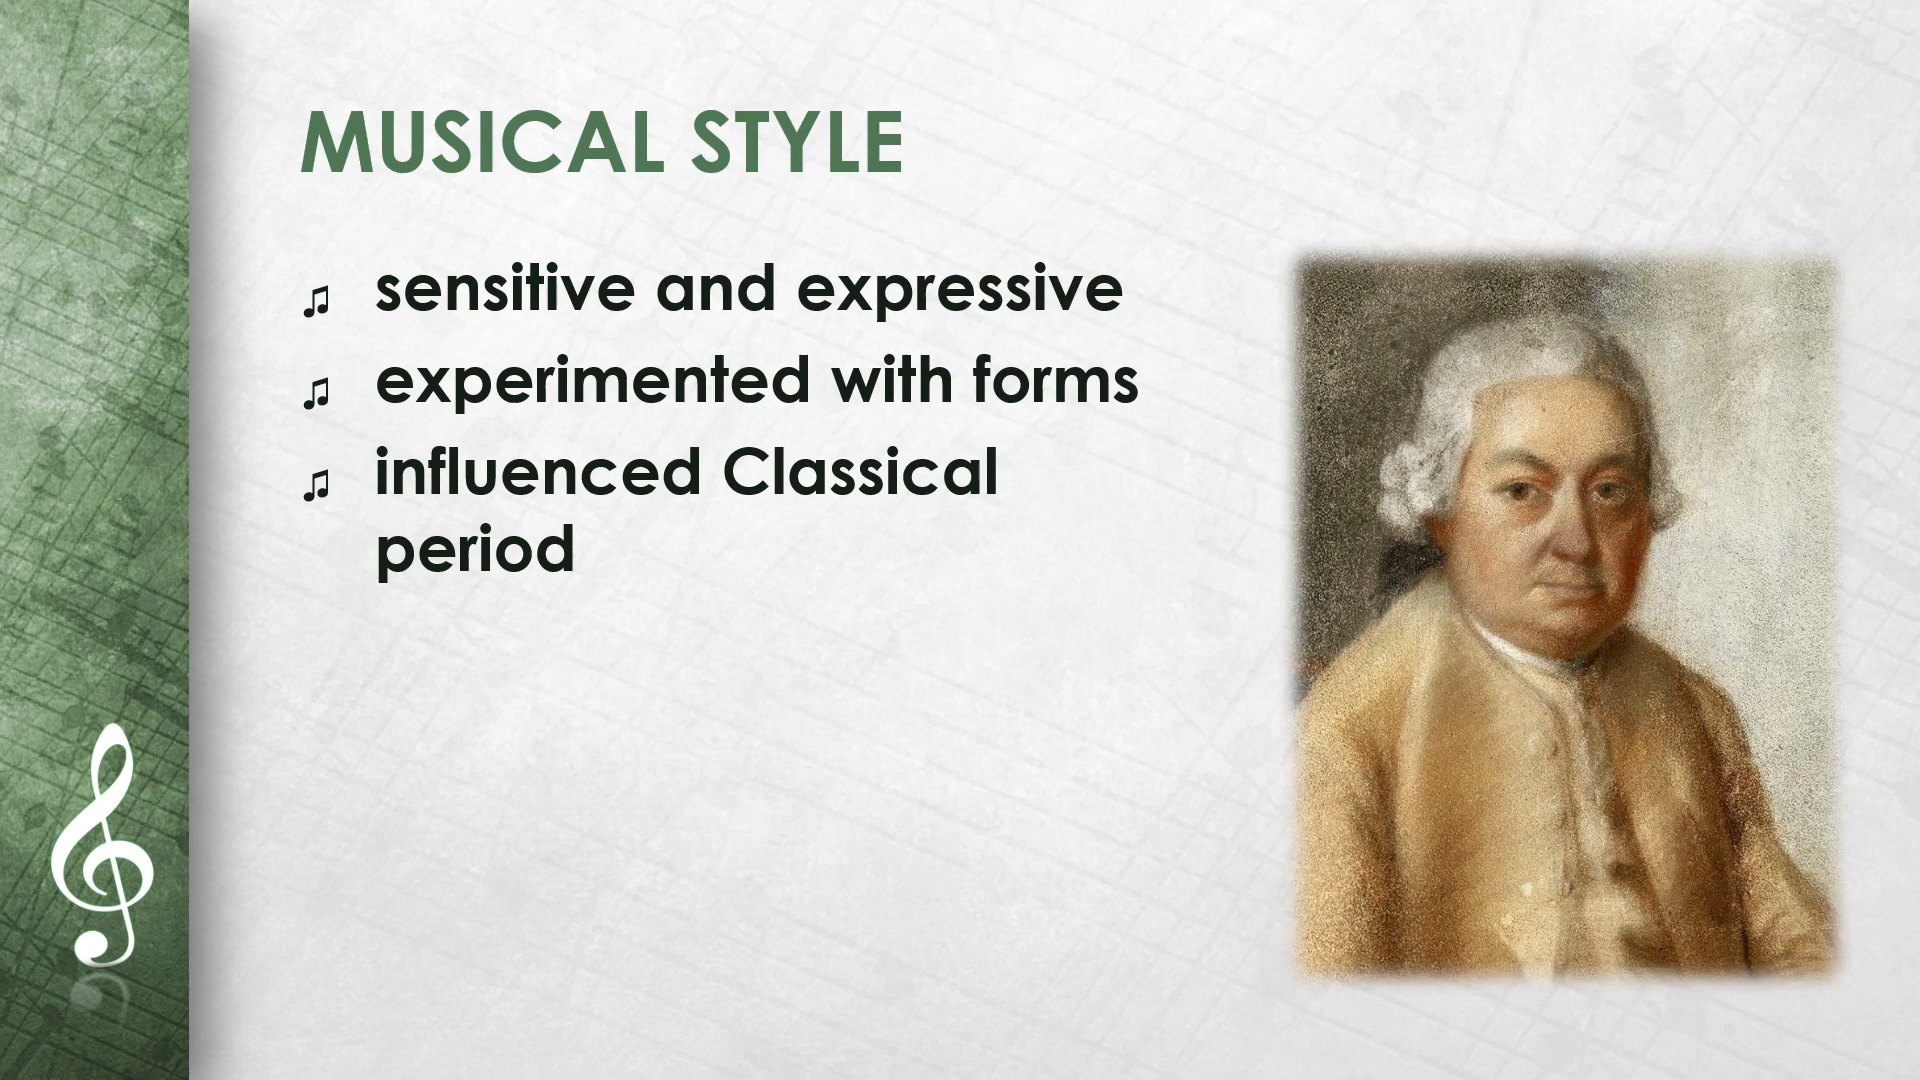 MUSICAL STYLE
♫ sensitive and expressive
♫ experimented with forms
♫ influenced Classical
period